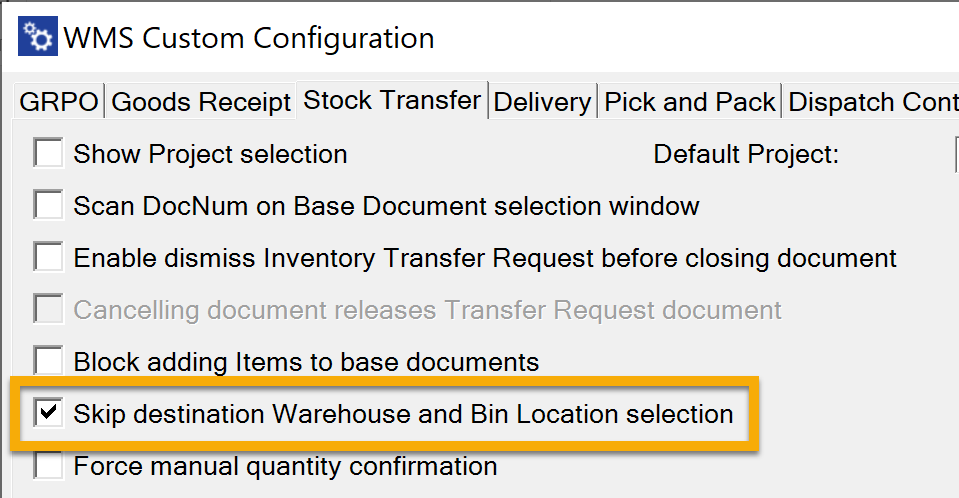 WMS Custom Configuration
GRPO Goods Receipt Stock Transfer Delivery Pick and Pack Dispatch Cont
Show Project selection Default Project:
Scan DocNum on Base Document selection window
Enable dismiss Inventory Transfer Request before closing document
Cancelling document releases Transfer Request document
Block adding Items to base documents
Skip destination Warehouse and Bin Location selection
Force manual quantity confirmation